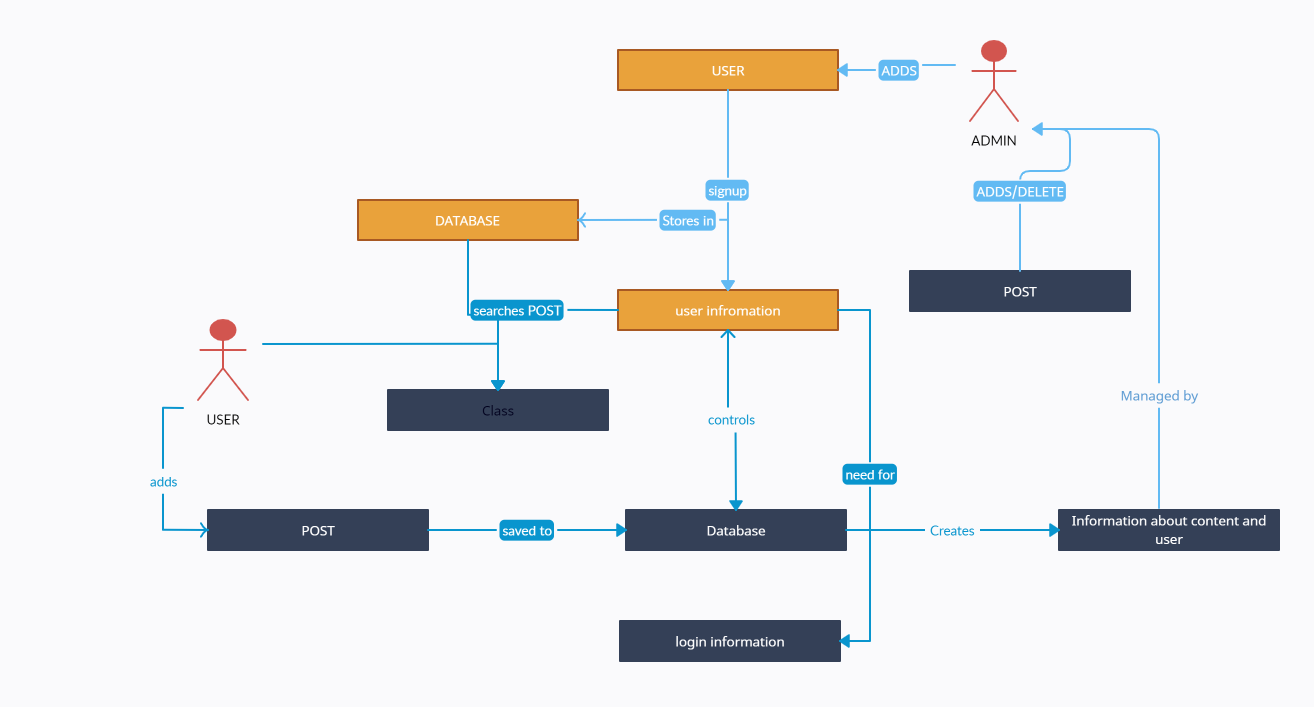 USER
ADDS
ADMIN
signup
ADDS/DELETE
DATABASE
Stores in
POST
searches POST
user infromation
USER
Class
Managed by
controls
need for
adds
POST
saved to
Database
Creates
Information about content and
user
login information